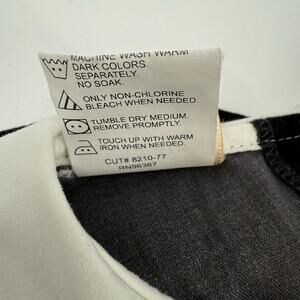 MACHINE WASH WARM
DARK COLORS
SEPARATELY.
NO SOAK.
ONLY NON-CHLORINE
BLEACH WHEN NEEDED.
TUMBLE DRY MEDIUM.
REMOVE PROMPTLY.
TOUCH UP WITH WARM
IRON WHEN NEEDED.
CUT# 8210-77
RN96367